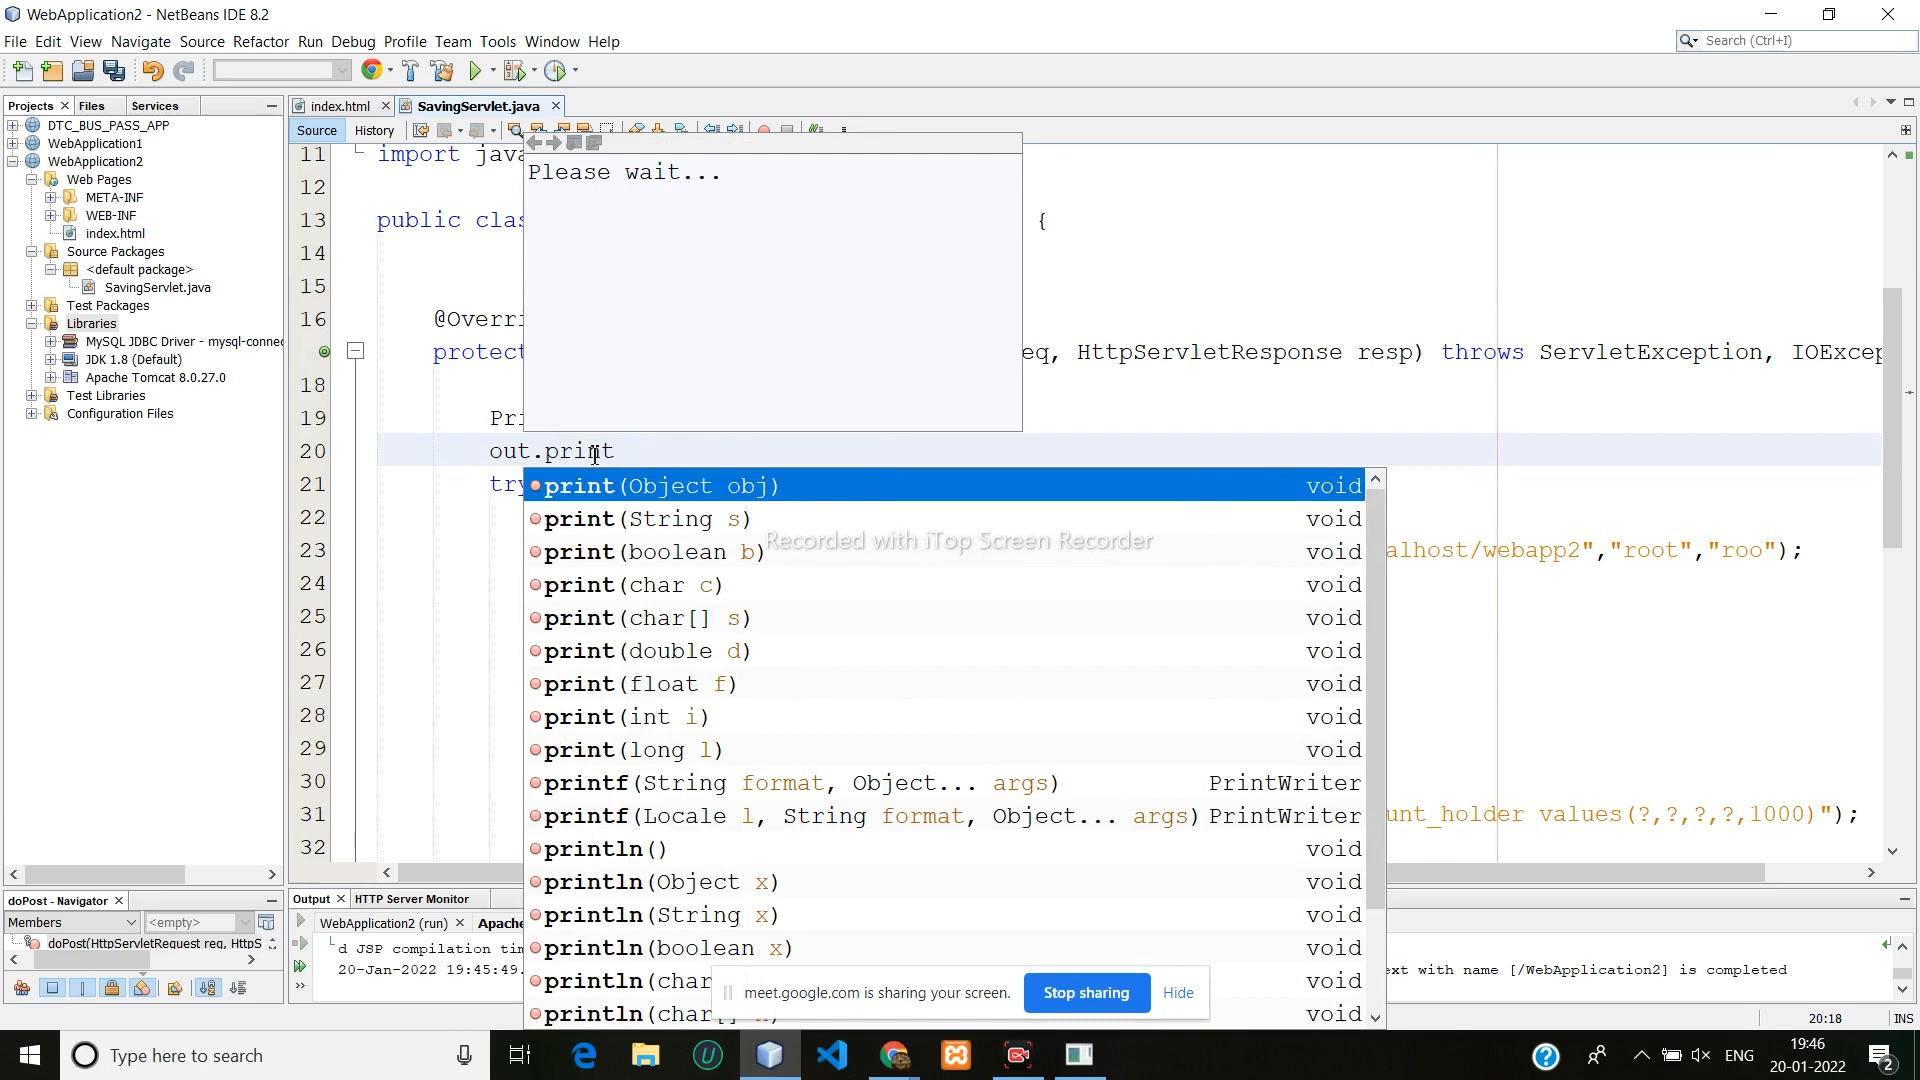 WebApplication2 - NetBeans IDE 8.2
File Edit View Navigate Source Refactor Run Debug Profile Team Tools Window Help
Search (Ctrl+I)
Projects Files Services
index.html SavingServlet.java
Source History
DTC_BUS_PASS_APP
WebApplication1
WebApplication2
Web Pages
META-INF
WEB-INF
index.html
Source Packages
<default package>
SavingServlet.java
Test Packages
Libraries
MySQL JDBC Driver - mysql-connec
JDK 1.8 (Default)
Apache Tomcat 8.0.27.0
Test Libraries
Configuration Files
11 import java
Please wait...
12
13 public clas {
14
15
16 @Overri
protect eq, HttpServletResponse resp) throws ServletException, IOExcep
18
19 Pri
20 out.print
21 try
22
23 alhost/webapp2","root","roo");
24
25
26
27
28
29
30
31 unt_holder values(?,?,?,?,1000)");
32
print(Object obj) void
print(String s) void
Recorded with iTop Screen Recorder
print(boolean b) void
print(char c) void
print(char[] s) void
print(double d) void
print(float f) void
print(int i) void
print(long l) void
printf(String format, Object... args) PrintWriter
printf(Locale l, String format, Object... args) PrintWriter
println() void
println(Object x) void
println(String x) void
println(boolean x) void
println(char void
println(char[] x) void
doPost - Navigator
Members <empty>
doPost(HttpServletRequest req, HttpS
Output HTTP Server Monitor
WebApplication2 (run) Apache
d JSP compilation tim
20-Jan-2022 19:45:49. ext with name [/WebApplication2] is completed
meet.google.com is sharing your screen. Stop sharing Hide
20:18 INS
Type here to search
ENG
19:46
20-01-2022
2